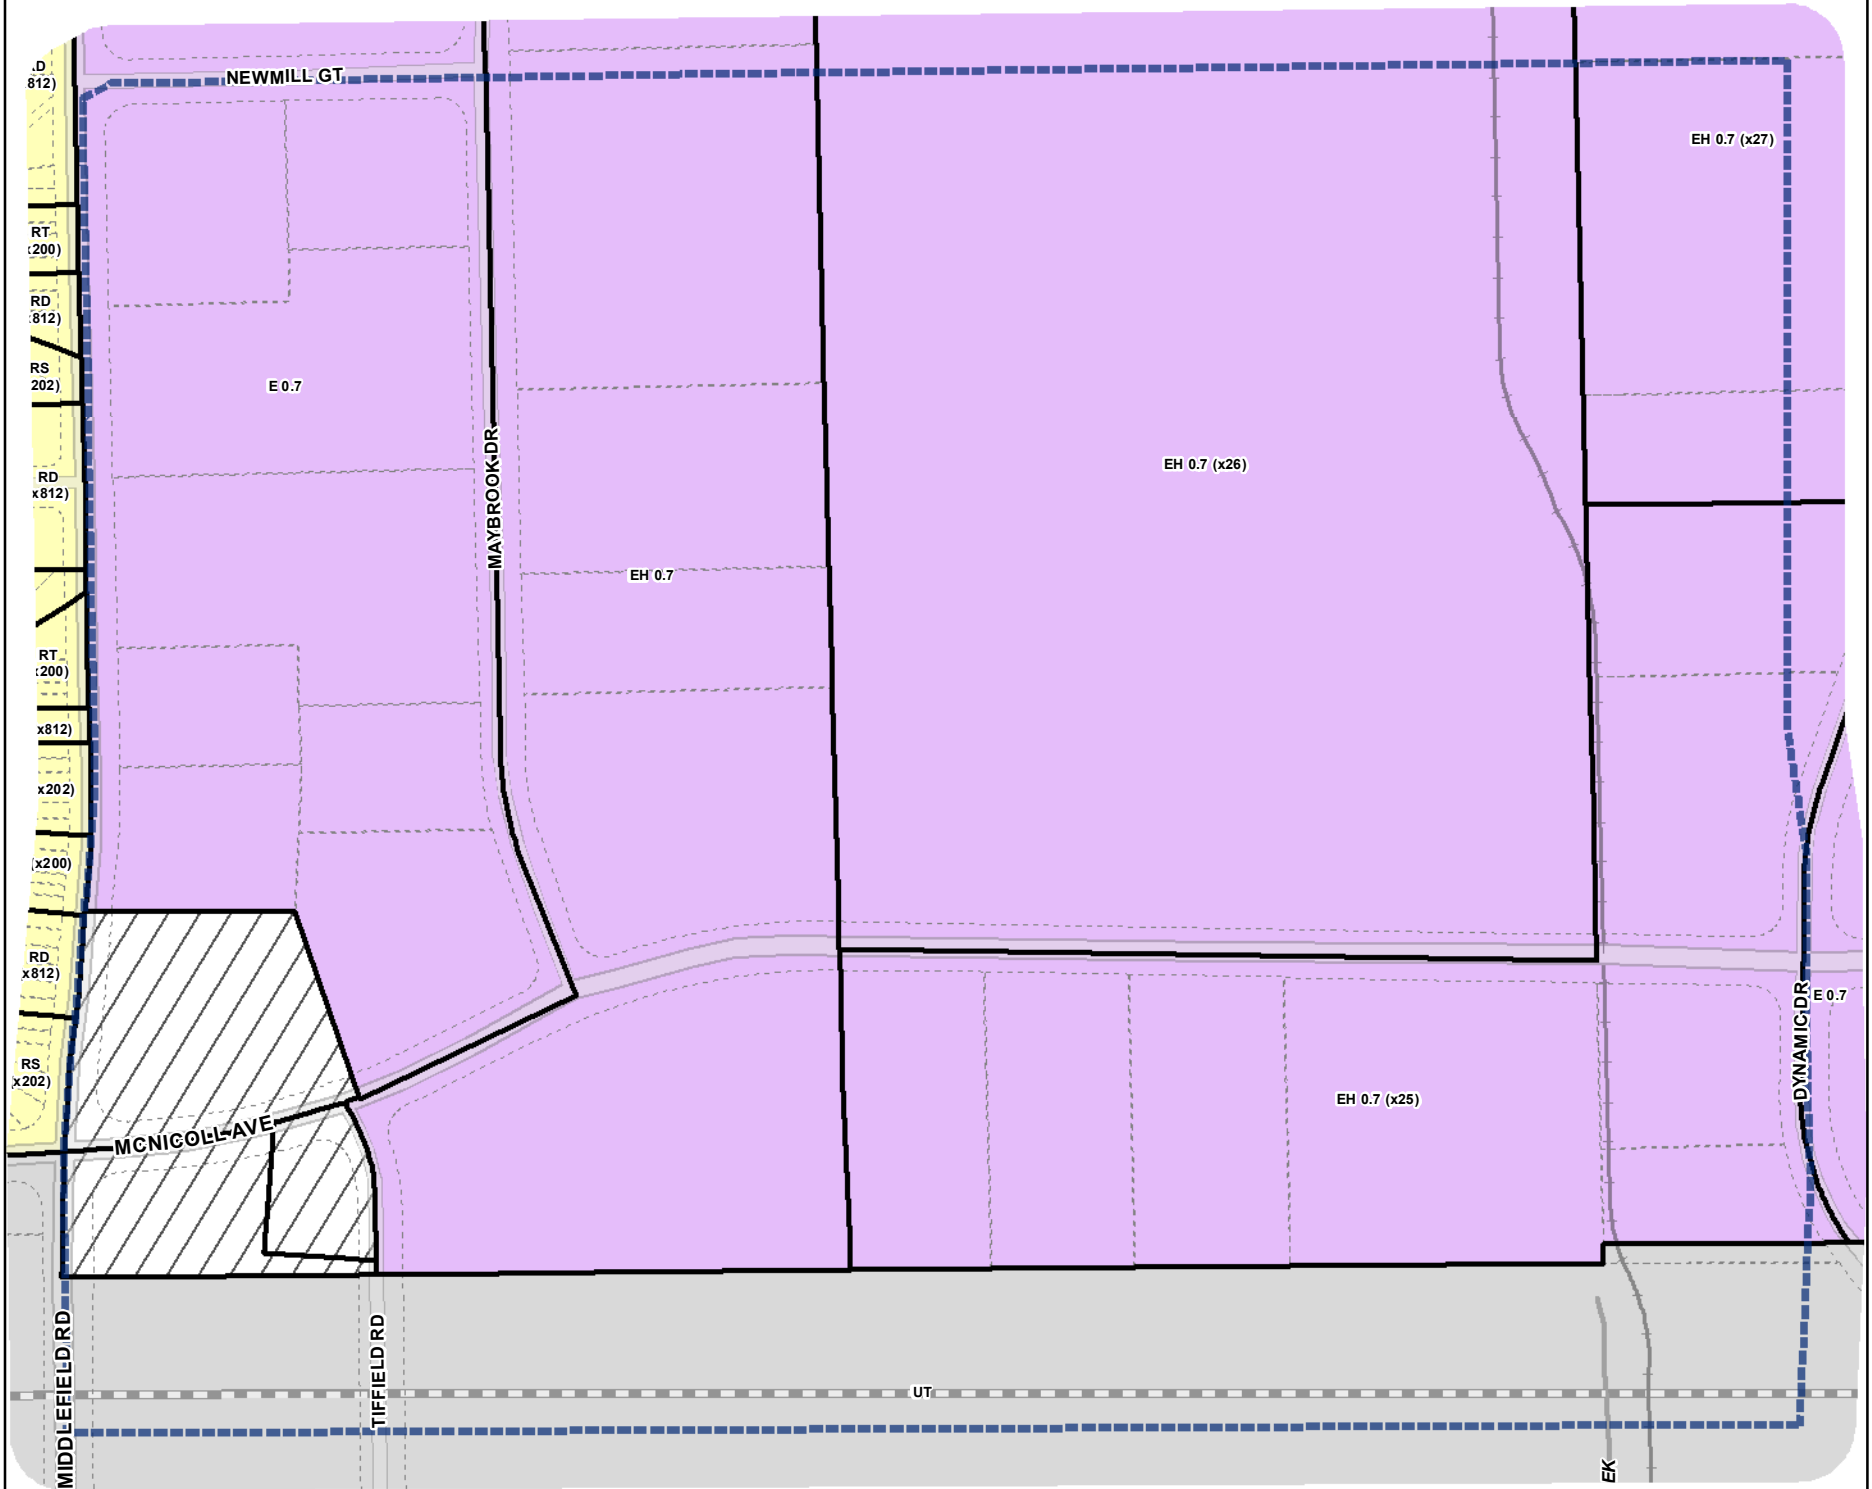 NEWMILL GT
812)
EH 0.7 (x27)
RT
x200)
RD
812)
RS
202)
E 0.7
EH 0.7 (x26)
RD
x812)
MAYBROOK DR
EH 0.7
RT
x200)
x812)
x202)
(x200)
RD
x812)
E 0.7
DYNAMIC DR
RS
x202)
EH 0.7 (x25)
MCNICOLL AVE
MIDDLEFIELD RD
TIFFIELD RD
UT
EK